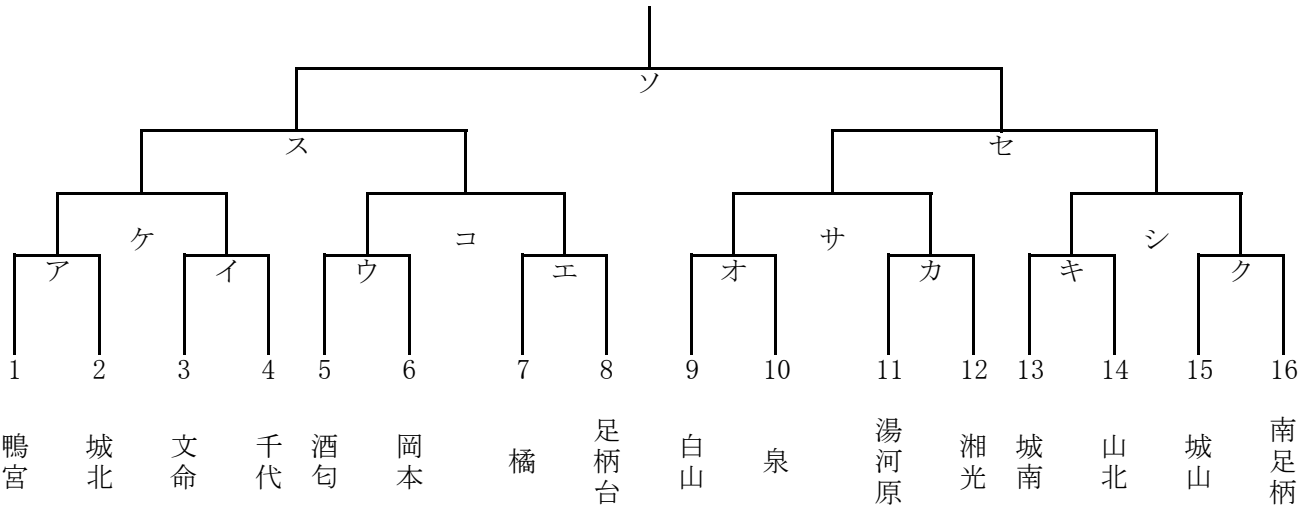 ソ
ス セ
ケ コ サ シ
ア イ ウ エ オ カ キ ク
1 2 3 4 5 6 7 8 9 10 11 12 13 14 15 16
鴨宮 城北 文命 千代 酒匂 岡本 橘 足柄台 白山 泉 湯河原 湘光 城南 山北 城山 南足柄